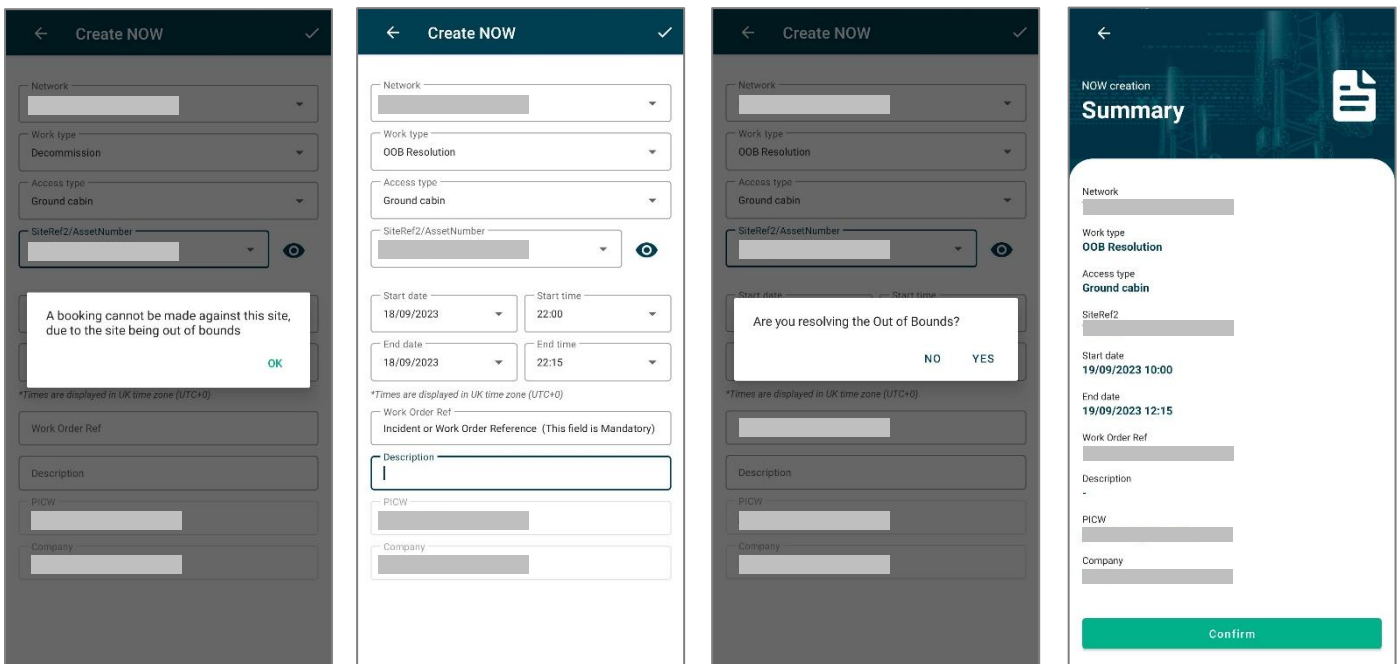 Create NOW
Network
Work type
Decommission
Access type
Ground cabin
SiteRef2/AssetNumber
A booking cannot be made against this site,
due to the site being out of bounds
OK
*Times are displayed in UK time zone (UTC+0)
Work Order Ref
Description
PICW
Company
Create NOW
Network
Work type
OOB Resolution
Access type
Ground cabin
SiteRef2/AssetNumber
Start date
Start time
18/09/2023
22:00
End date
End time
18/09/2023
22:15
*Times are displayed in UK time zone (UTC+0)
Work Order Ref
Incident or Work Order Reference (This field is Mandatory)
Description
PICW
Company
Create NOW
Network
Work type
OOB Resolution
Access type
Ground cabin
SiteRef2/AssetNumber
Start date
Start time
Are you resolving the Out of Bounds?
NO YES
*Times are displayed in UK time zone (UTC+0)
Description
PICW
Company
NOW creation
Summary
Network
Work type
OOB Resolution
Access type
Ground cabin
SiteRef2
Start date
19/09/2023 10:00
End date
19/09/2023 12:15
Work Order Ref
Description
-
PICW
Company
Confirm